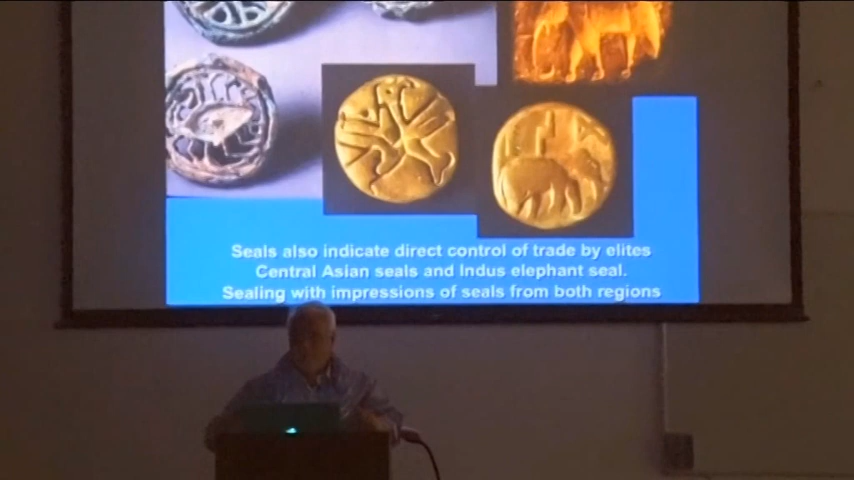 Seals also indicate direct control of trade by elites
Central Asian seals and Indus elephant seal.
Sealing with impressions of seals from both regions